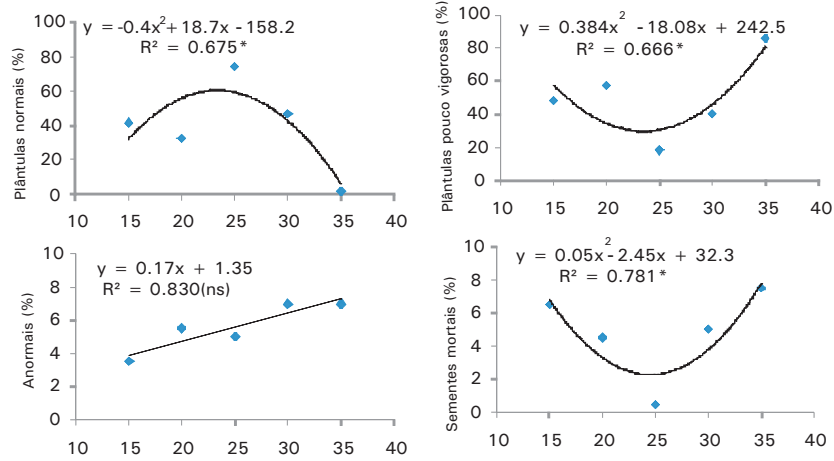 y = -0.4x² + 18.7x - 158.2
R² = 0.675*
Plântulas normais (%)
100
80
60
40
20
0
10 15 20 25 30 35 40
y = 0.384x² - 18.08x + 242.5
R² = 0.666*
Plântulas pouco vigorosas (%)
100
80
60
40
20
0
10 15 20 25 30 35 40
y = 0.17x + 1.35
R² = 0.830(ns)
Anormais (%)
10
8
6
4
2
0
10 15 20 25 30 35 40
y = 0.05x² - 2.45x + 32.3
R² = 0.781*
Sementes mortais (%)
10
8
6
4
2
0
10 15 20 25 30 35 40